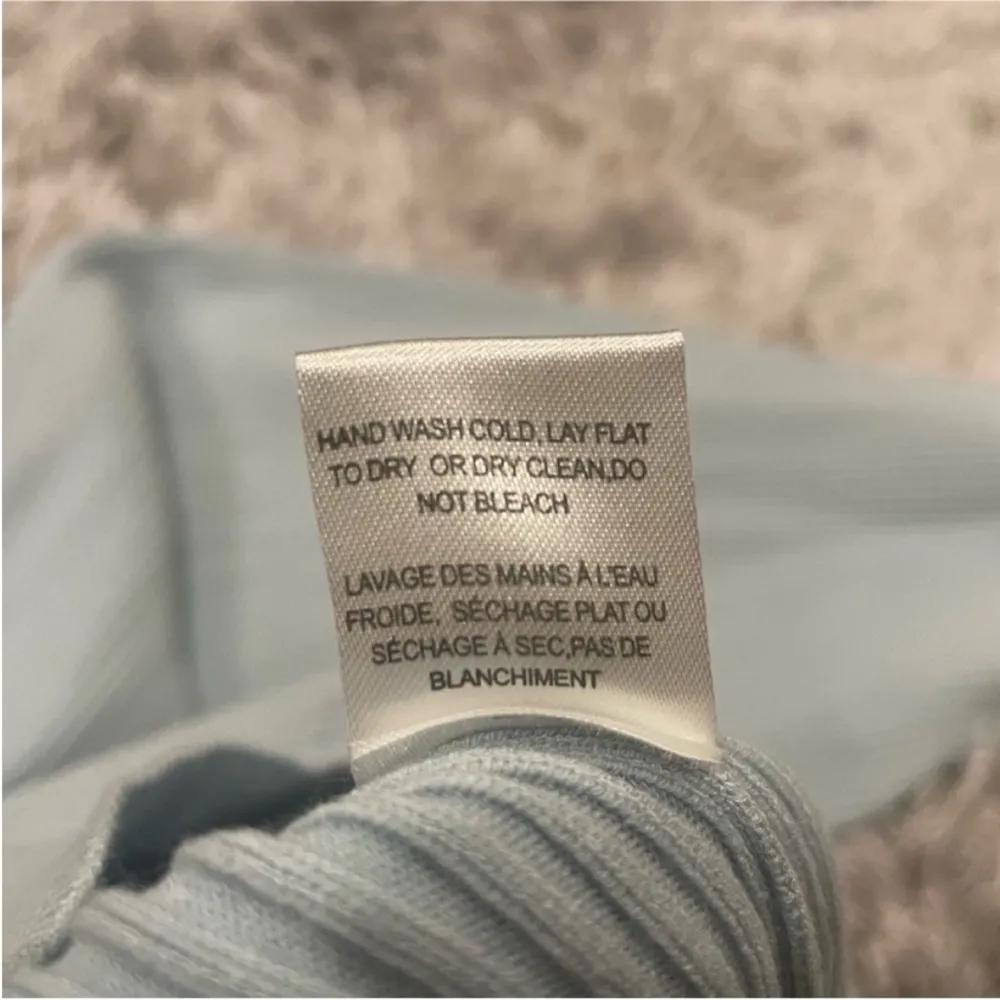 HAND WASH COLD, LAY FLAT
TO DRY OR DRY CLEAN,DO
NOT BLEACH
LAVAGE DES MAINS À L'EAU
FROIDE, SÉCHAGE PLAT OU
SÉCHAGE À SEC,PAS DE
BLANCHIMENT